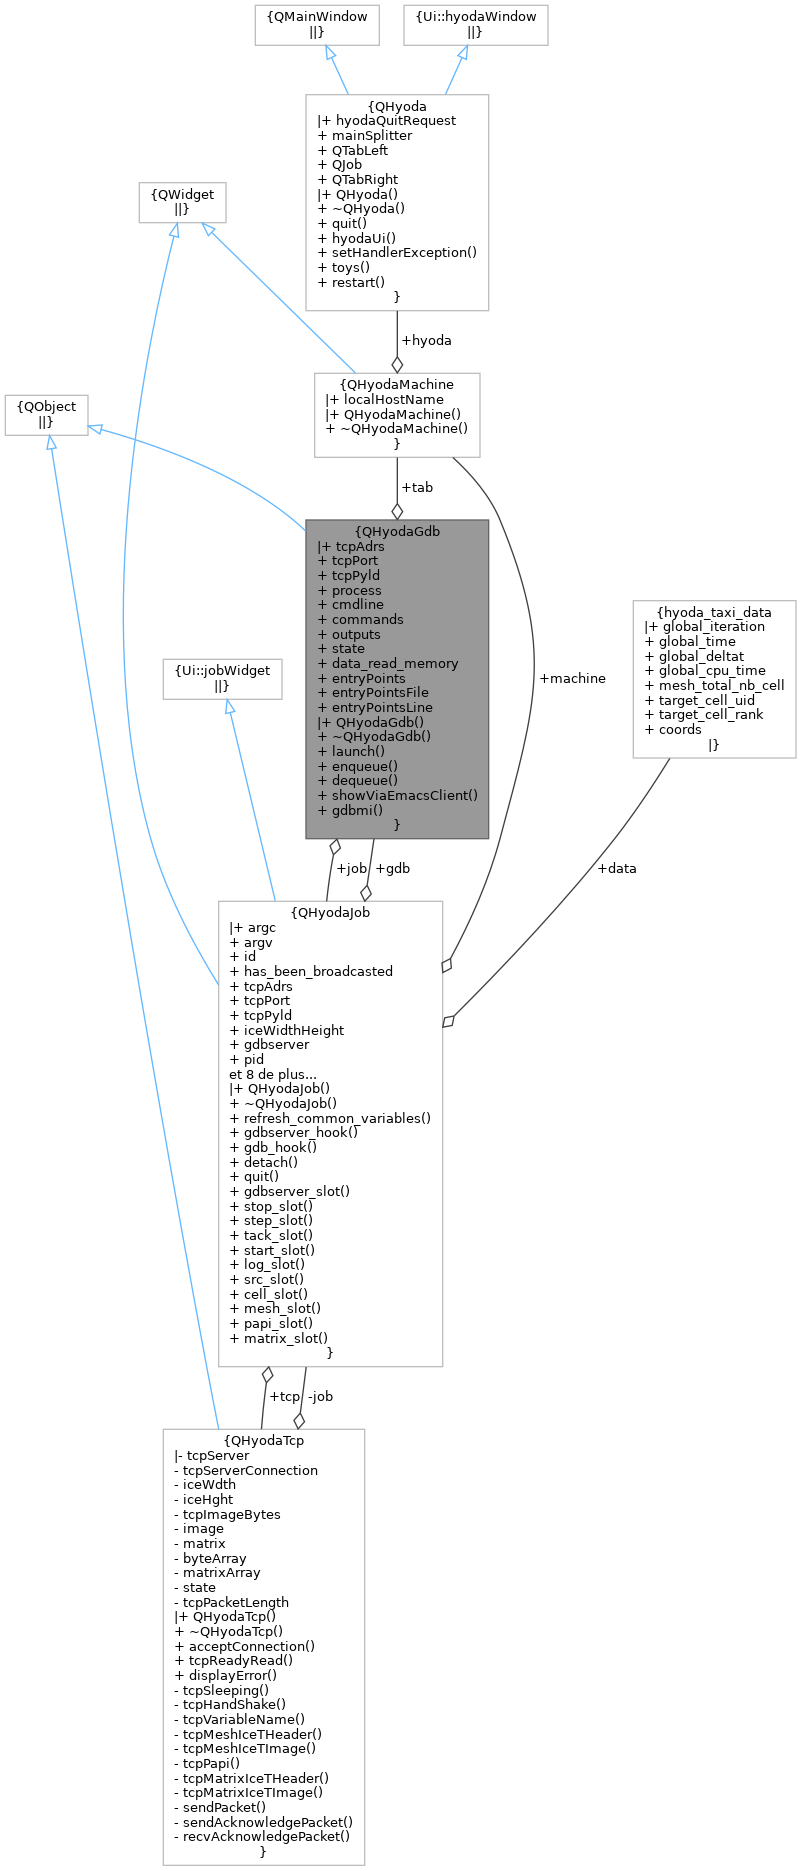 {QMainWindow
||}
{Ui::hyodaWindow
||}
{QHyoda
|+ hyodaQuitRequest
+ mainSplitter
+ QTabLeft
+ QJob
+ QTabRight
|+ QHyoda()
+ ~QHyoda()
+ quit()
+ hyodaUi()
+ setHandlerException()
+ toys()
+ restart()
}
{QWidget
||}
+hyoda
{QHyodaMachine
|+ localHostName
|+ QHyodaMachine()
+ ~QHyodaMachine()
}
{QObject
||}
+tab
{QHyodaGdb
|+ tcpAdrs
+ tcpPort
+ tcpPyld
+ process
+ cmdline
+ commands
+ outputs
+ state
+ data_read_memory
+ entryPoints
+ entryPointsFile
+ entryPointsLine
|+ QHyodaGdb()
+ ~QHyodaGdb()
+ launch()
+ enqueue()
+ dequeue()
+ showViaEmacsClient()
+ gdbmi()
}
{Ui::jobWidget
||}
+machine
{hyoda_taxi_data
|+ global_iteration
+ global_time
+ global_deltat
+ global_cpu_time
+ mesh_total_nb_cell
+ target_cell_uid
+ target_cell_rank
+ coords
|}
+job
+gdb
+data
{QHyodaJob
|+ argc
+ argv
+ id
+ has_been_broadcasted
+ tcpAdrs
+ tcpPort
+ tcpPyld
+ iceWidthHeight
+ gdbserver
+ pid
et 8 de plus...
|+ QHyodaJob()
+ ~QHyodaJob()
+ refresh_common_variables()
+ gdbserver_hook()
+ gdb_hook()
+ detach()
+ quit()
+ gdbserver_slot()
+ stop_slot()
+ step_slot()
+ tack_slot()
+ start_slot()
+ log_slot()
+ src_slot()
+ cell_slot()
+ mesh_slot()
+ papi_slot()
+ matrix_slot()
}
+tcp
-job
{QHyodaTcp
|- tcpServer
- tcpServerConnection
- iceWdth
- iceHght
- tcpImageBytes
- image
- matrix
- byteArray
- matrixArray
- state
- tcpPacketLength
|+ QHyodaTcp()
+ ~QHyodaTcp()
+ acceptConnection()
+ tcpReadyRead()
+ displayError()
- tcpSleeping()
- tcpHandShake()
- tcpVariableName()
- tcpMeshIceTHeader()
- tcpMeshIceTImage()
- tcpPapi()
- tcpMatrixIceTHeader()
- tcpMatrixIceTImage()
- sendPacket()
- sendAcknowledgePacket()
- recvAcknowledgePacket()
}